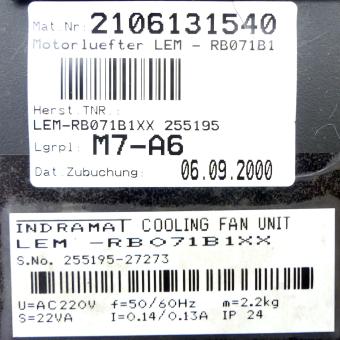 Mat.Nr: 2106131540
Motorluefter LEM - RB071B1
Herst.TNR.:
LEM-RB071B1XX 255195
Lgrpl: M7-A6
Dat.Zubuchung: 06.09.2000
INDRAMAT COOLING FAN UNIT
LEM -RB071B1XX
S.No. 255195-27273
U=AC220V f=50/60Hz m=2.2kg
S=22VA I=0.14/0.13A IP 24